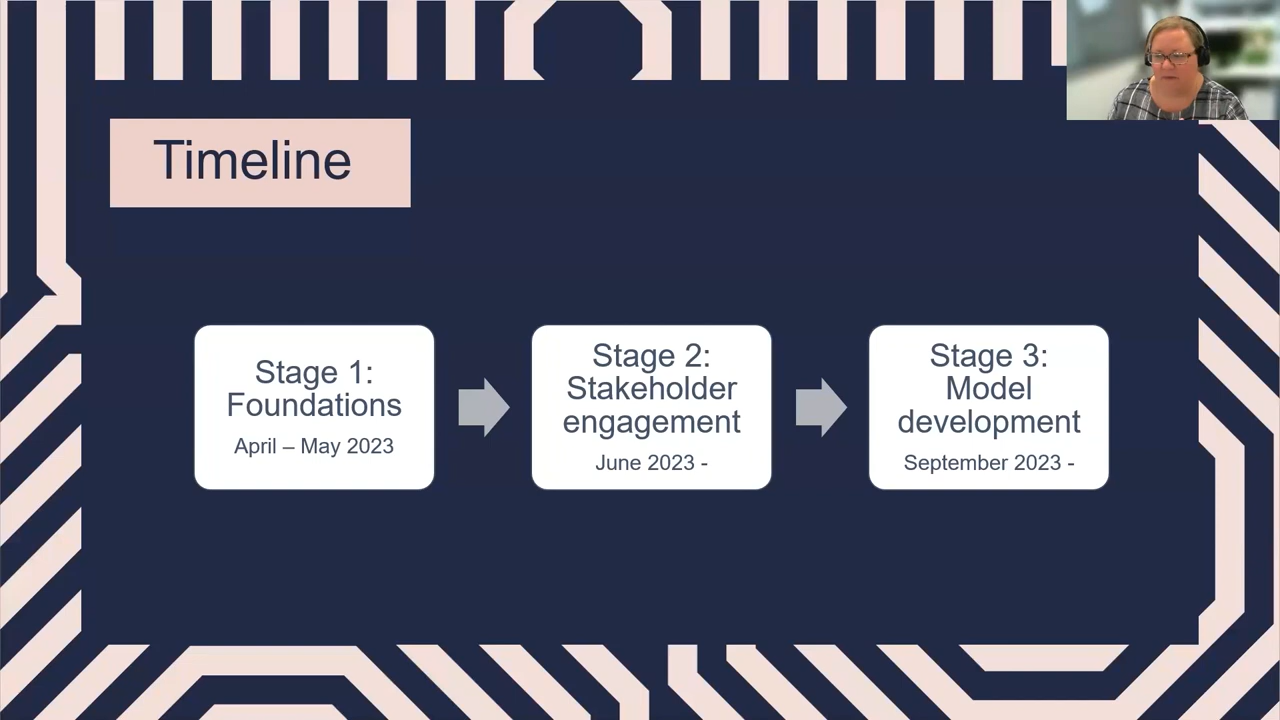 Timeline
Stage 1:
Foundations
April – May 2023
Stage 2:
Stakeholder
engagement
June 2023 -
Stage 3:
Model
development
September 2023 -